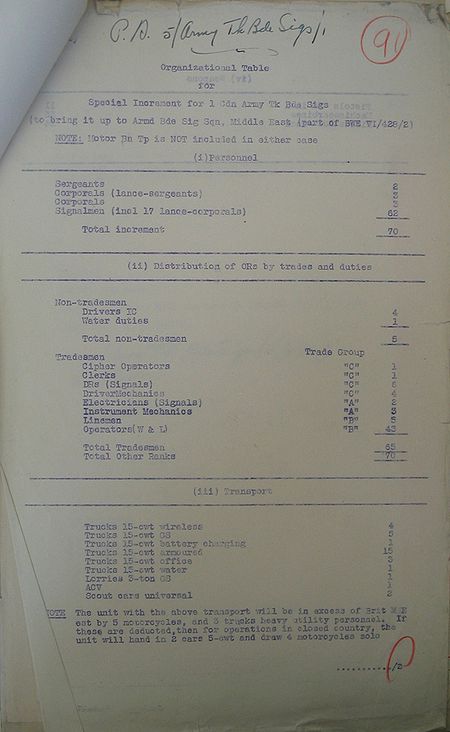 P.A. 5/Army Tk Bde Sigs/1
91
Organizational Table
for
Special Increment for 1 Cdn Army Tk Bde Sigs
(to bring it up to Armd Bde Sig Sqn, Middle East (part of BWE VI/428/2)
NOTE: Motor Bn Tp is NOT included in either case
(i)Personnel
Sergeants 2
Corporals (lance-sergeants) 3
Corporals 3
Signalmen (incl 17 lance-corporals) 62
Total increment 70
(ii) Distribution of ORs by trades and duties
Non-tradesmen
Drivers IC 4
Water duties 1
Total non-tradesmen 5
Tradesmen Trade Group
Cipher Operators "C" 1
Clerks "C" 1
DRs (Signals) "C"
DriverMechanics "C" 4
Electricians (Signals) "A" 2
Instrument Mechanics "A" 3
Linemen "B"
Operators(W & L) "B" 43
Total Tradesmen 65
Total Other Ranks 70
(iii) Transport
Trucks 15-cwt wireless 4
Trucks 15-cwt GS 5
Trucks 15-cwt battery charging 1
Trucks 15-cwt armoured 15
Trucks 15-cwt office 3
Trucks 15-cwt water 1
Lorries 3-ton GS 1
ACV 1
Scout cars universal 2
NOTE The unit with the above transport will be in excess of Brit ME
est by 5 motorcycles, and 3 trucks heavy utility personnel. If
these are deducted,then for operations in closed country, the
unit will hand in 2 cars 5-cwt and draw 4 motorcycles solo
............/2